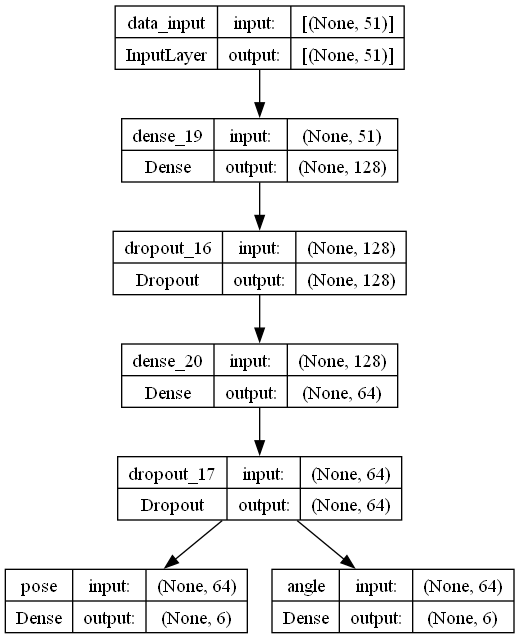 data_input input: [(None, 51)]
InputLayer output: [(None, 51)]
dense_19 input: (None, 51)
Dense output: (None, 128)
dropout_16 input: (None, 128)
Dropout output: (None, 128)
dense_20 input: (None, 128)
Dense output: (None, 64)
dropout_17 input: (None, 64)
Dropout output: (None, 64)
pose input: (None, 64)
Dense output: (None, 6)
angle input: (None, 64)
Dense output: (None, 6)